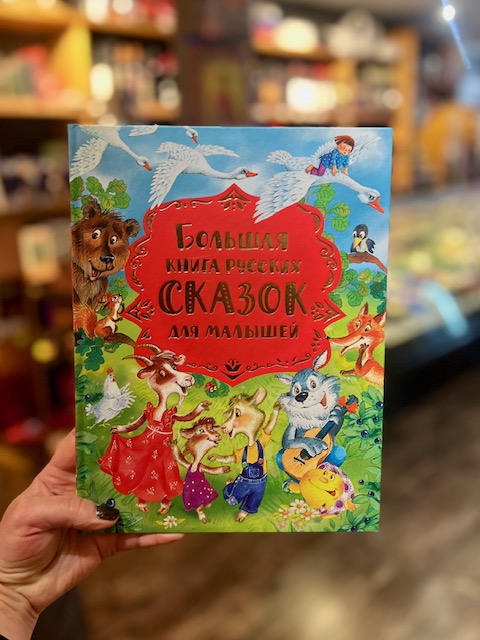 Большая
книга русских
сказок
для малышей